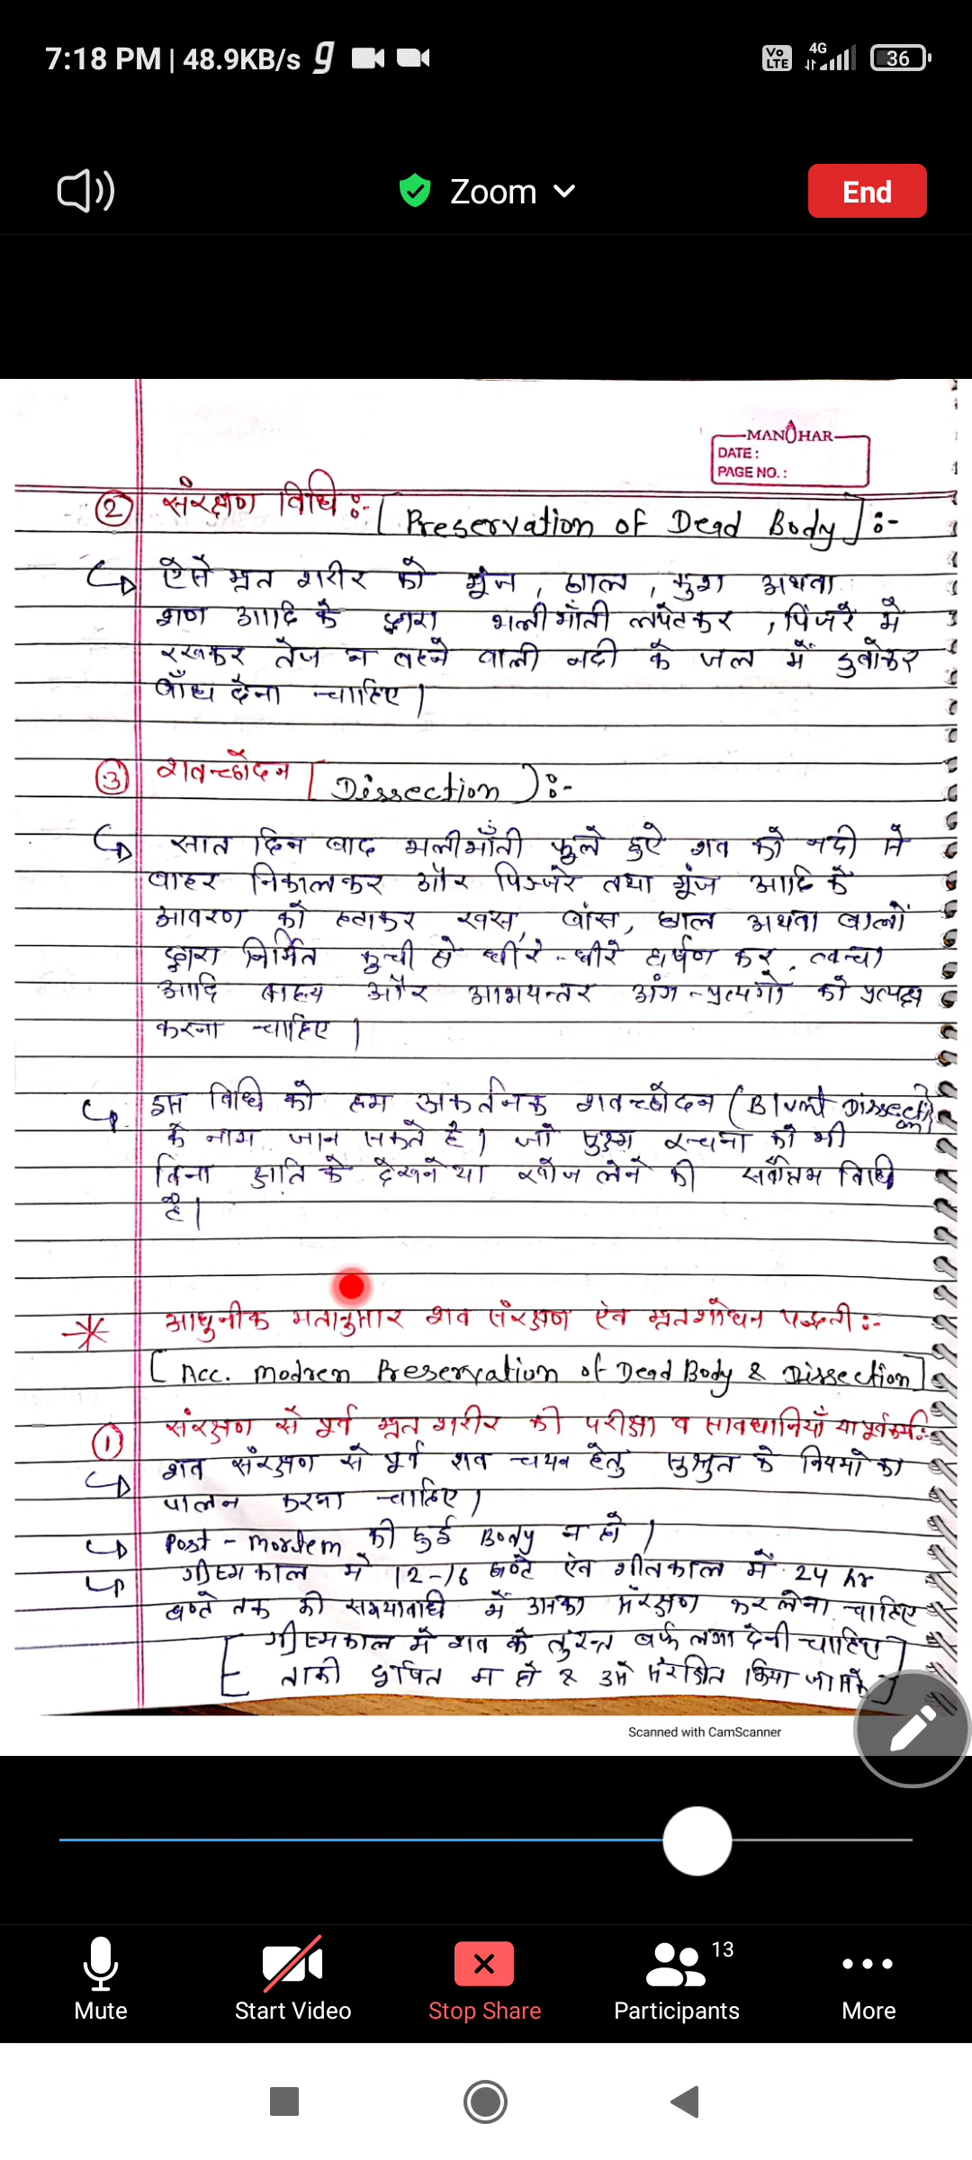 7:18 PM | 48.9KB/s
Vo LTE 4G 36
Zoom
End
MANOHAR
DATE :
PAGE NO. :
② संरक्षण विधि :- [Preservation of Dead Body] :-
ऐसे मृत शरीर को मूंज, छाल, कुश अथवा
शण आदि के द्वारा भलीभाँती लपेटकर, पिंजरे में
रखकर तेज न बहने वाली नदी के जल में डुबोकर
बाँध देना चाहिए।
③ शवच्छेदन [Dissection) :-
सात दिन बाद भलीभाँती फुले हुऐ शव को नदी से
बाहर निकालकर और पिञ्जरे तथा मूंज आदि के
आवरण को हटाकर खस, बांस, छाल अथवा बालों
द्वारा निर्मित कुची से धीरे-धीरे घर्षण कर, त्वचा
आदि बाह्य और आभ्यन्तर अंग-प्रत्यंगो को प्रत्यक्ष
करना चाहिए।
इस विधि को हम अकर्तनिक शवच्छेदन (Blunt Dissection)
के नाम जान सकते है। जो सुक्ष्म रचना को भी
बिना क्षति के देखने या खोज लेने की सर्वोत्तम विधि
है।
* आधुनीक मतानुसार शव संरक्षण ऐव मृतशोधन पद्धती :-
[Acc. Modren Preservation of Dead Body & Dissection]
① संरक्षण से पूर्व मृत शरीर की परीक्षा व सावधानियाँ या पूर्वकर्म :-
शव संरक्षण से पूर्व शव चयन हेतु सुश्रुत के नियमो का
पालन करना चाहिए।
Post-mortem की हुई Body न हो।
ग्रीष्मकाल मे 12-16 घण्टे ऐव शीतकाल में 24 hr
घण्टे तक की समयावधि में उसका संरक्षण कर लेना चाहिए
[ग्रीष्मकाल में शव के तुरन्त बर्फ लगा देनी चाहिए
ताकी दूषित न हो & उसे संरक्षित किया जा सके]
Scanned with CamScanner
Mute
Start Video
Stop Share
Participants 13
More